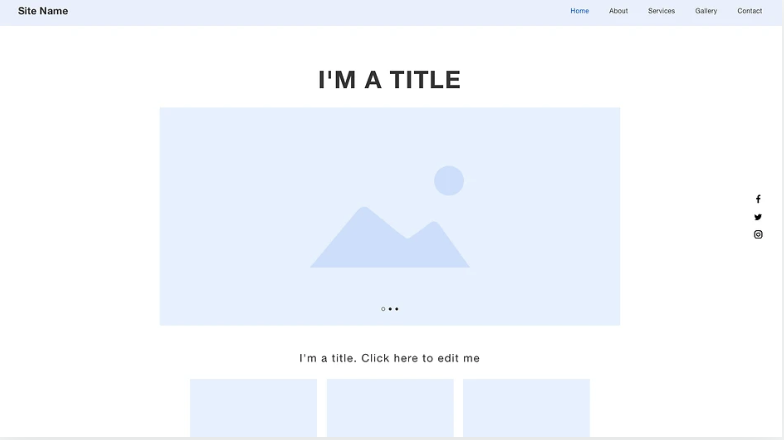 Site Name
Home About Services Gallery Contact
I'M A TITLE
I'm a title. Click here to edit me